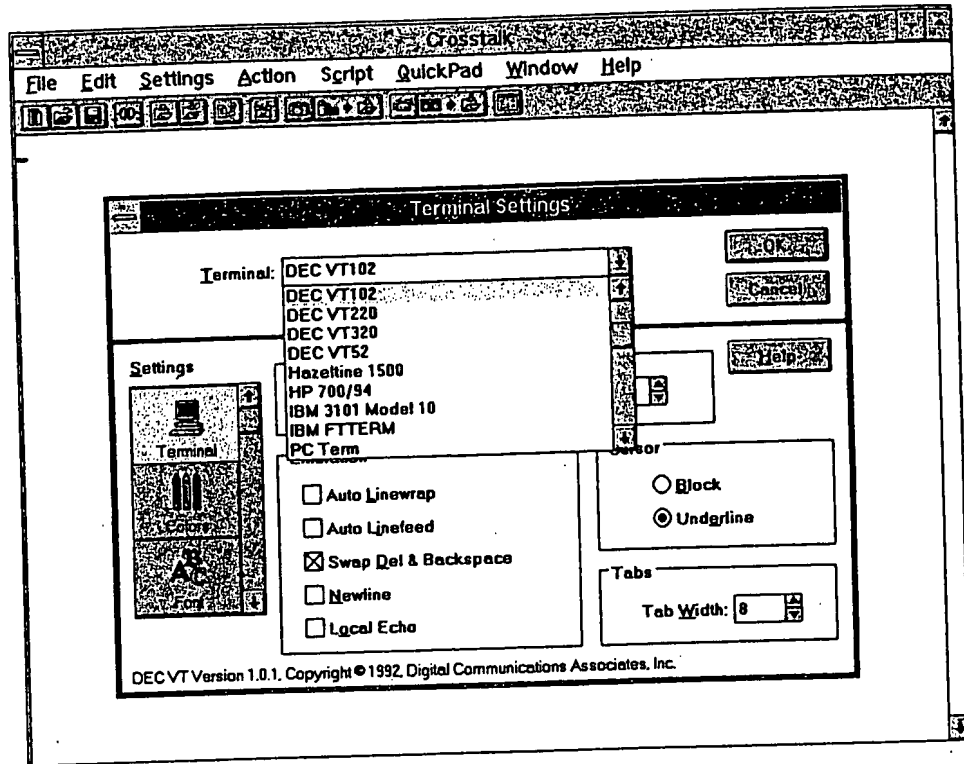 Crosstalk
File Edit Settings Action Script QuickPad Window Help
Terminal Settings
Terminal: DEC VT102
OK
Cancel
DEC VT102
DEC VT220
DEC VT320
DEC VT52
Hazeltine 1500
HP 700/94
IBM 3101 Model 10
IBM FTTERM
PC Term
Help
Settings
Terminal
Colors
Font
Auto Linewrap
Auto Linefeed
Swap Del & Backspace
Newline
Local Echo
Cursor
Block
Underline
Tabs
Tab Width: 8
DEC VT Version 1.0.1, Copyright © 1992, Digital Communications Associates, Inc.